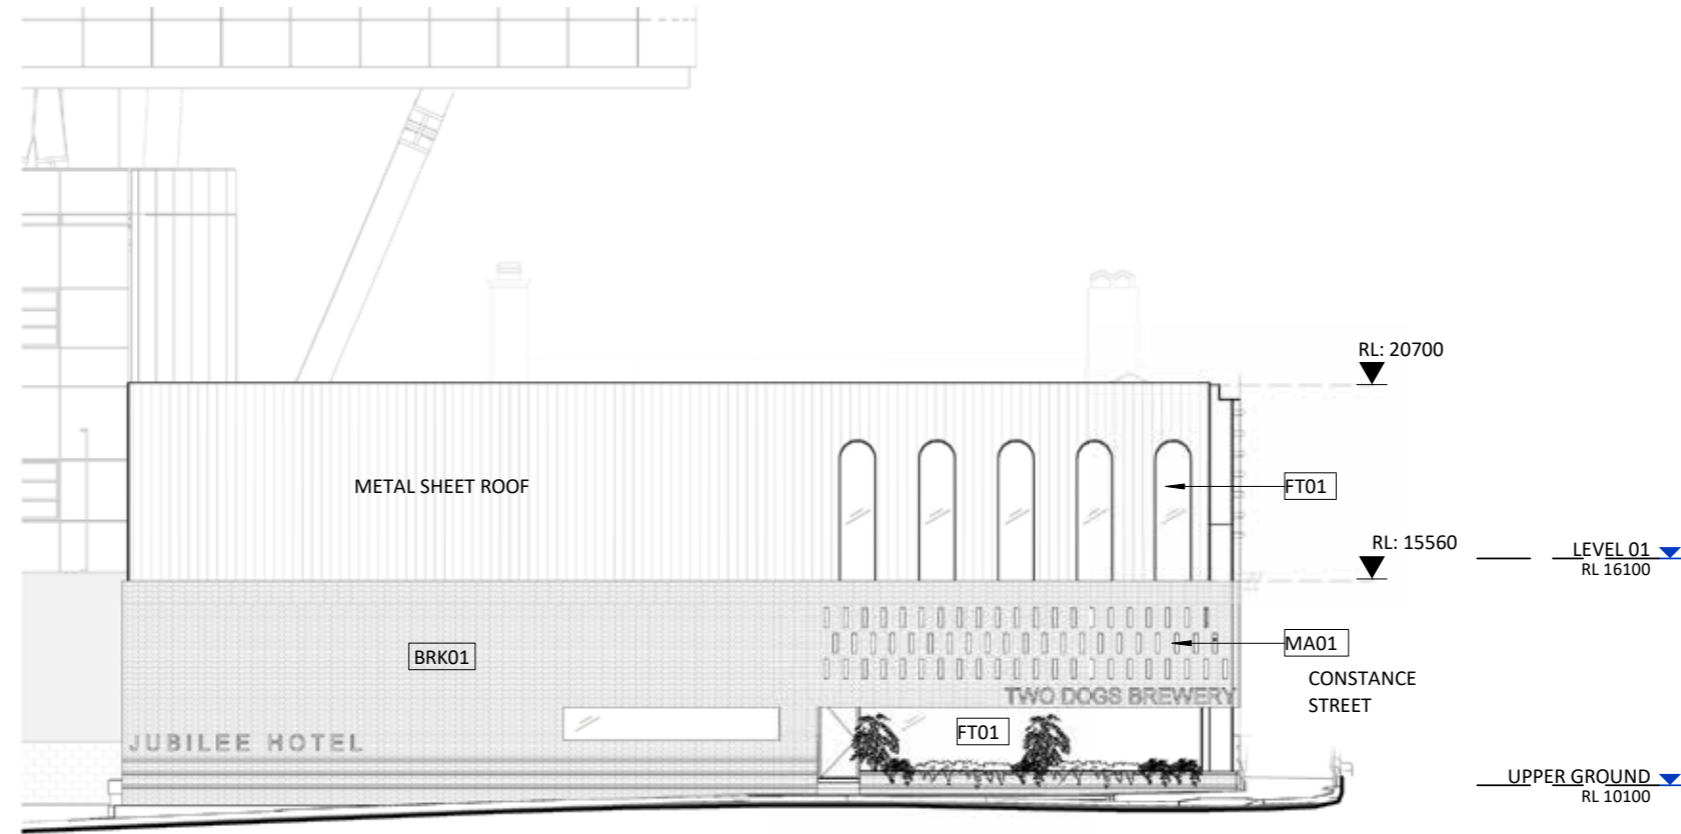 RL: 20700
METAL SHEET ROOF
FT01
RL: 15560
LEVEL 01
RL 16100
BRK01
MA01
CONSTANCE
STREET
TWO DOGS BREWERY
FT01
JUBILEE HOTEL
UPPER GROUND
RL 10100